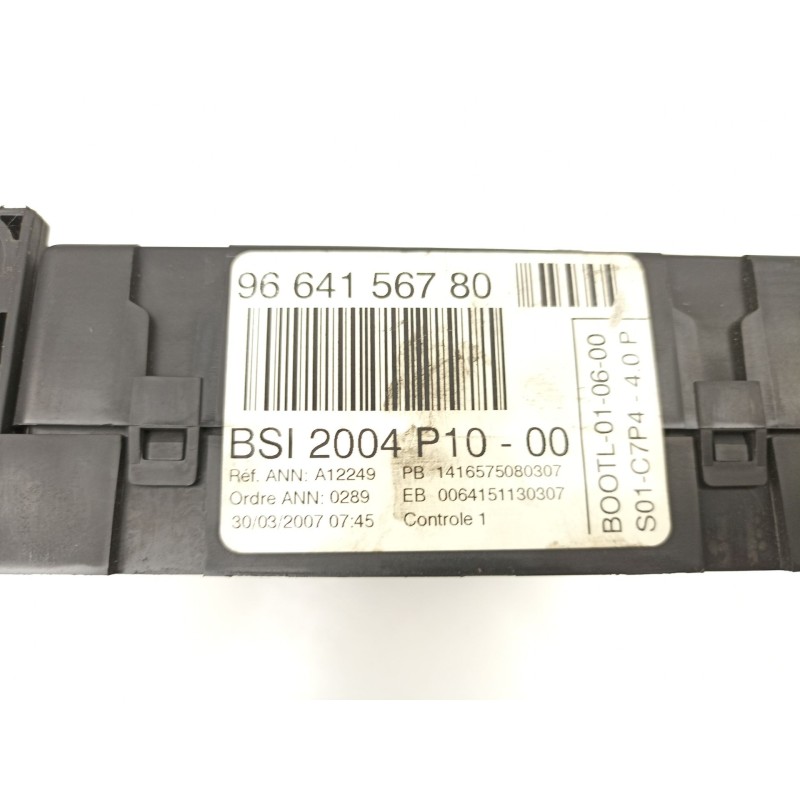 96 641 567 80
BSI 2004 P10 - 00
Réf. ANN: A12249 PB 1416575080307
Ordre ANN: 0289 EB 0064151130307
30/03/2007 07:45 Controle 1
BOOTL-01-06-00
S01-C7P4 - 4.0 P